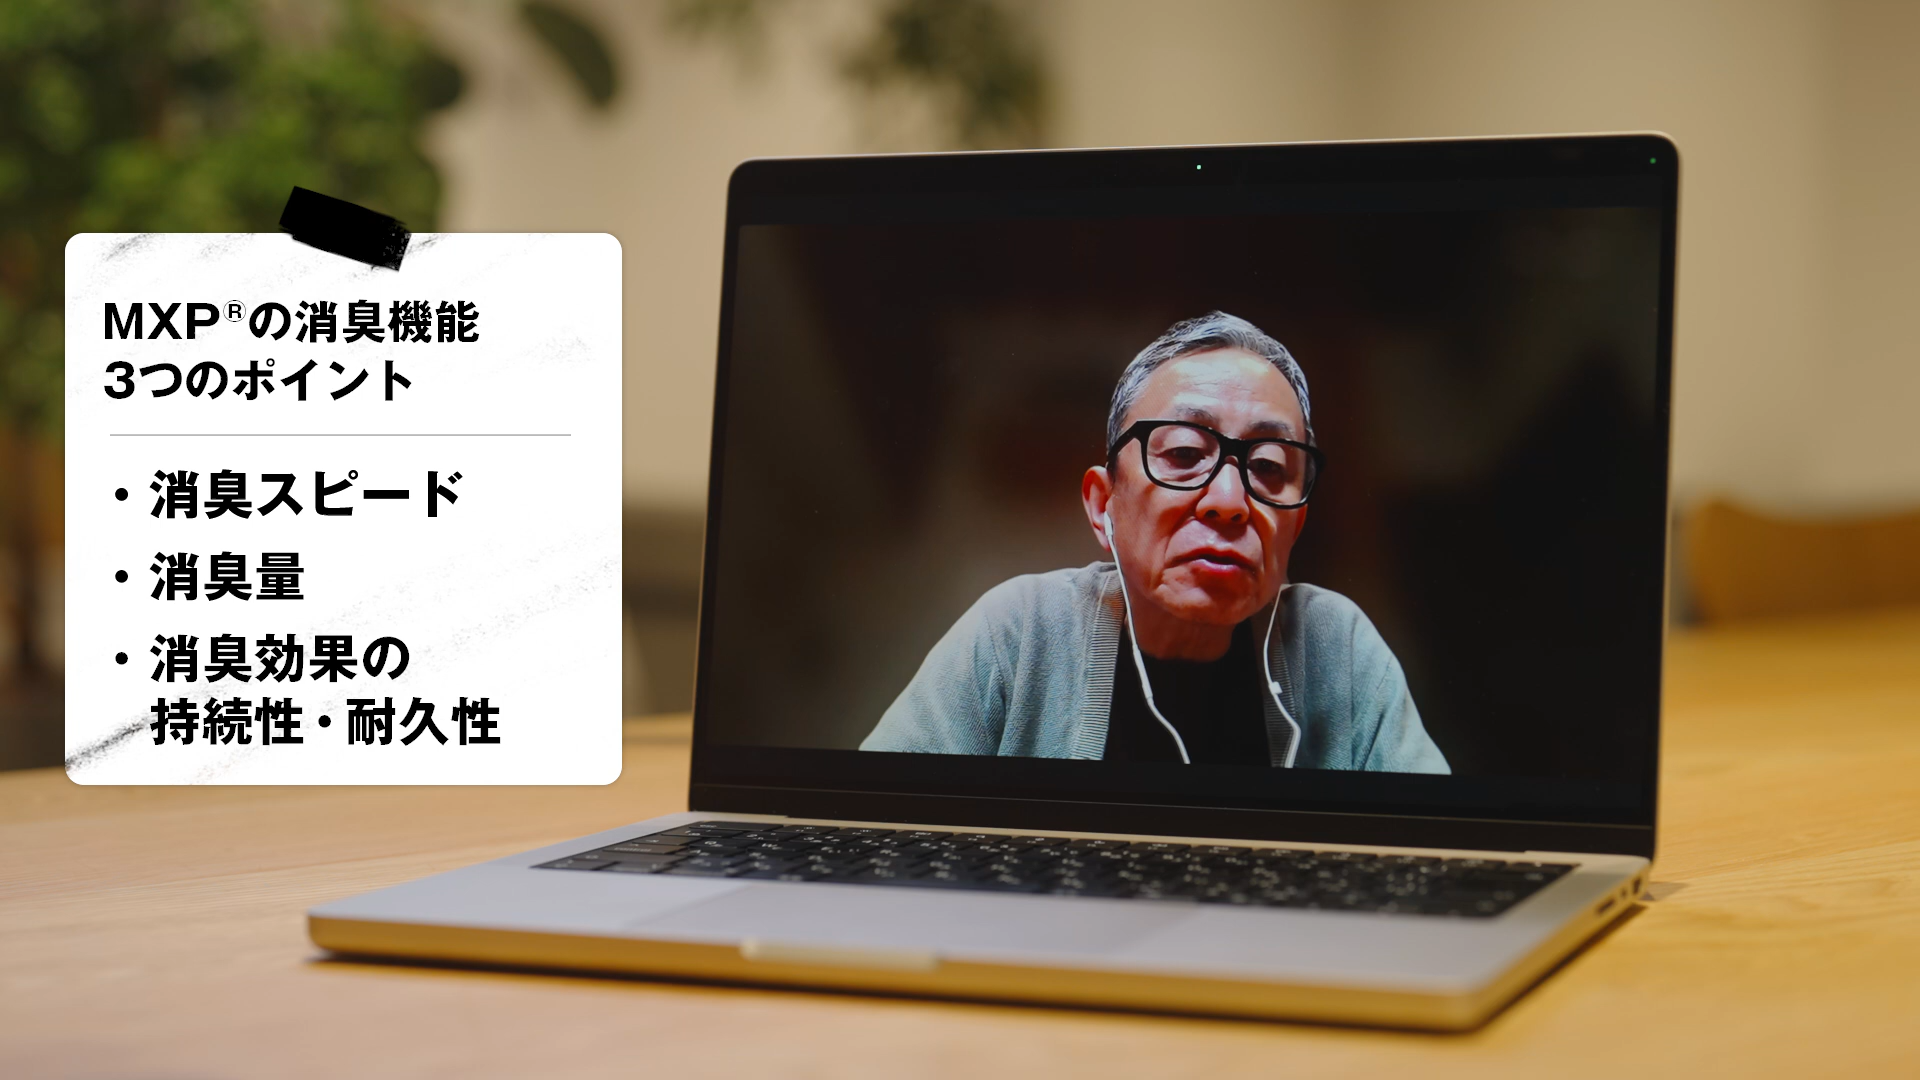 MXP®の消臭機能
3つのポイント
・消臭スピード
・消臭量
・消臭効果の
持続性・耐久性